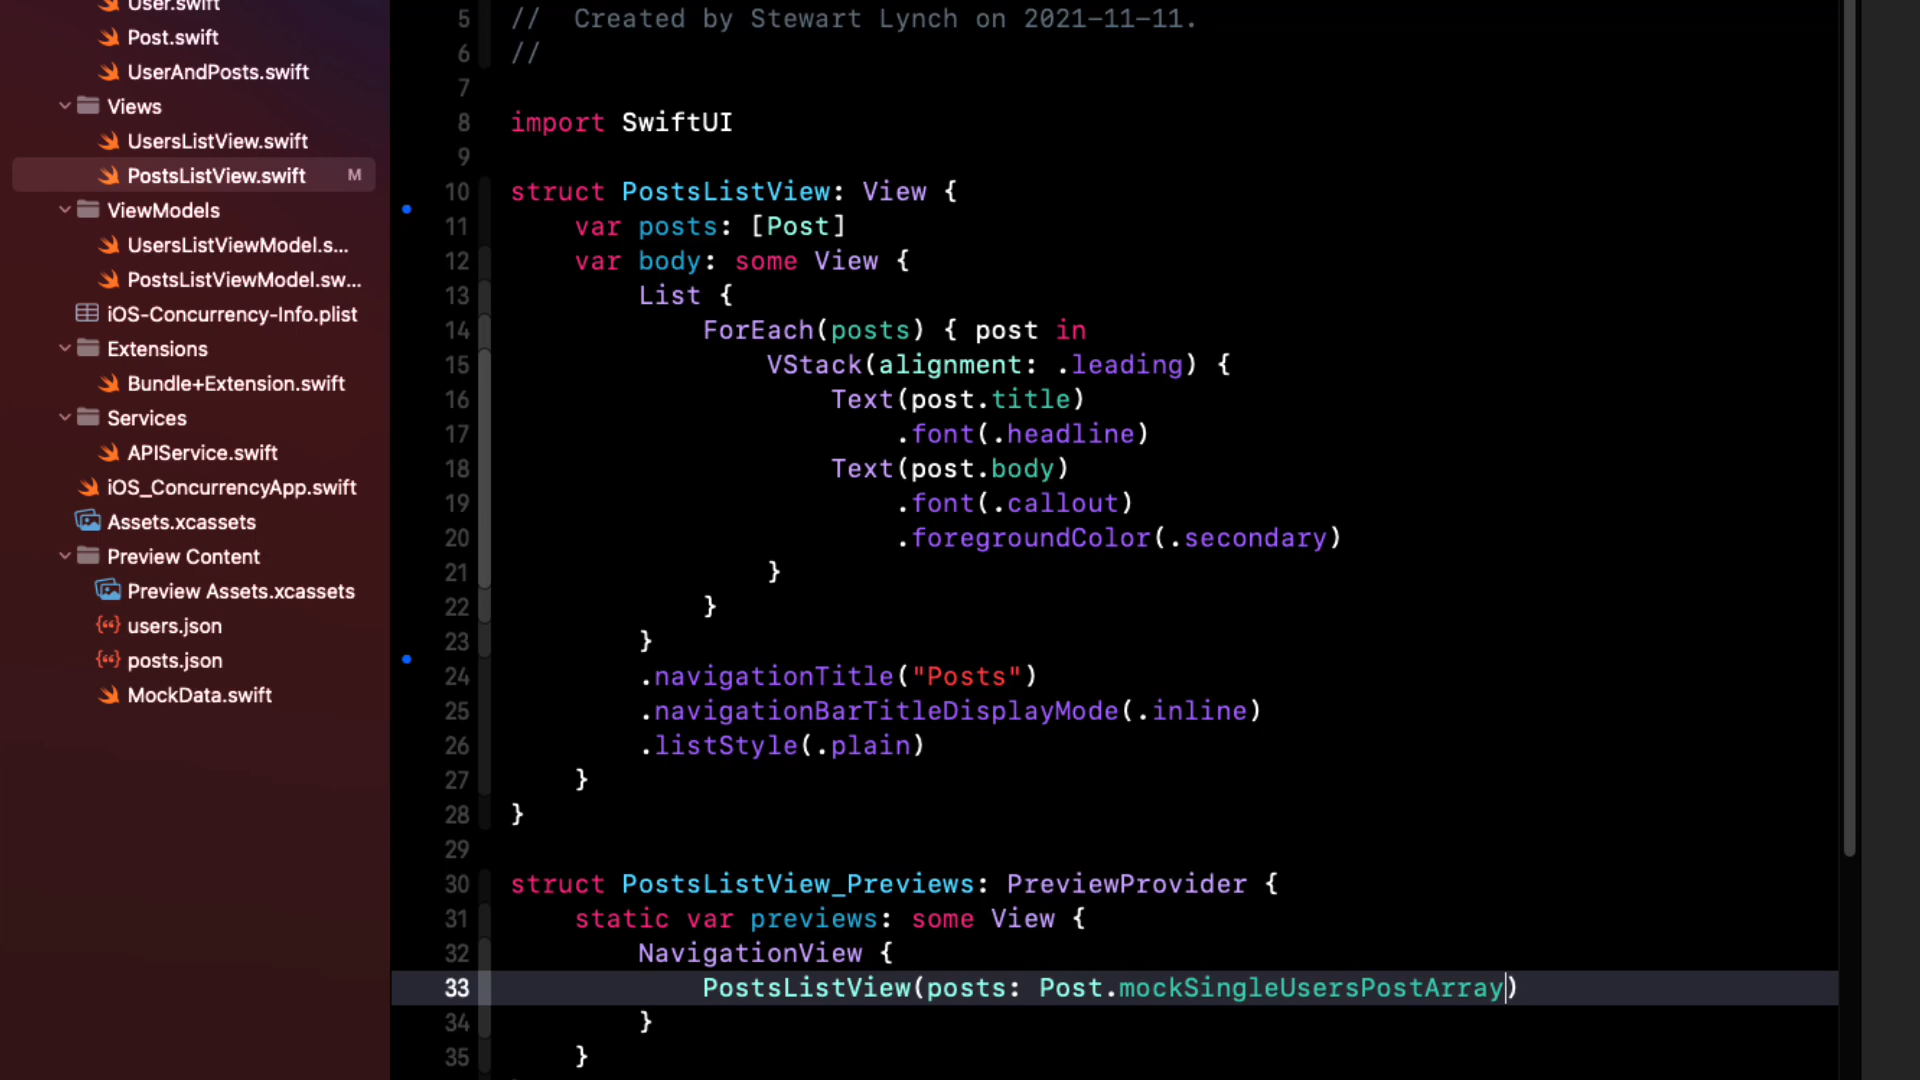 User.swift
Post.swift
UserAndPosts.swift
Views
UsersListView.swift
PostsListView.swift M
ViewModels
UsersListViewModel.s...
PostsListViewModel.sw...
iOS-Concurrency-Info.plist
Extensions
Bundle+Extension.swift
Services
APIService.swift
iOS_ConcurrencyApp.swift
Assets.xcassets
Preview Content
Preview Assets.xcassets
users.json
posts.json
MockData.swift
5 //  Created by Stewart Lynch on 2021-11-11.
6 //
7
8 import SwiftUI
9
10 struct PostsListView: View {
11     var posts: [Post]
12     var body: some View {
13         List {
14             ForEach(posts) { post in
15                 VStack(alignment: .leading) {
16                     Text(post.title)
17                         .font(.headline)
18                     Text(post.body)
19                         .font(.callout)
20                         .foregroundColor(.secondary)
21                 }
22             }
23         }
24         .navigationTitle("Posts")
25         .navigationBarTitleDisplayMode(.inline)
26         .listStyle(.plain)
27     }
28 }
29
30 struct PostsListView_Previews: PreviewProvider {
31     static var previews: some View {
32         NavigationView {
33             PostsListView(posts: Post.mockSingleUsersPostArray)
34         }
35     }